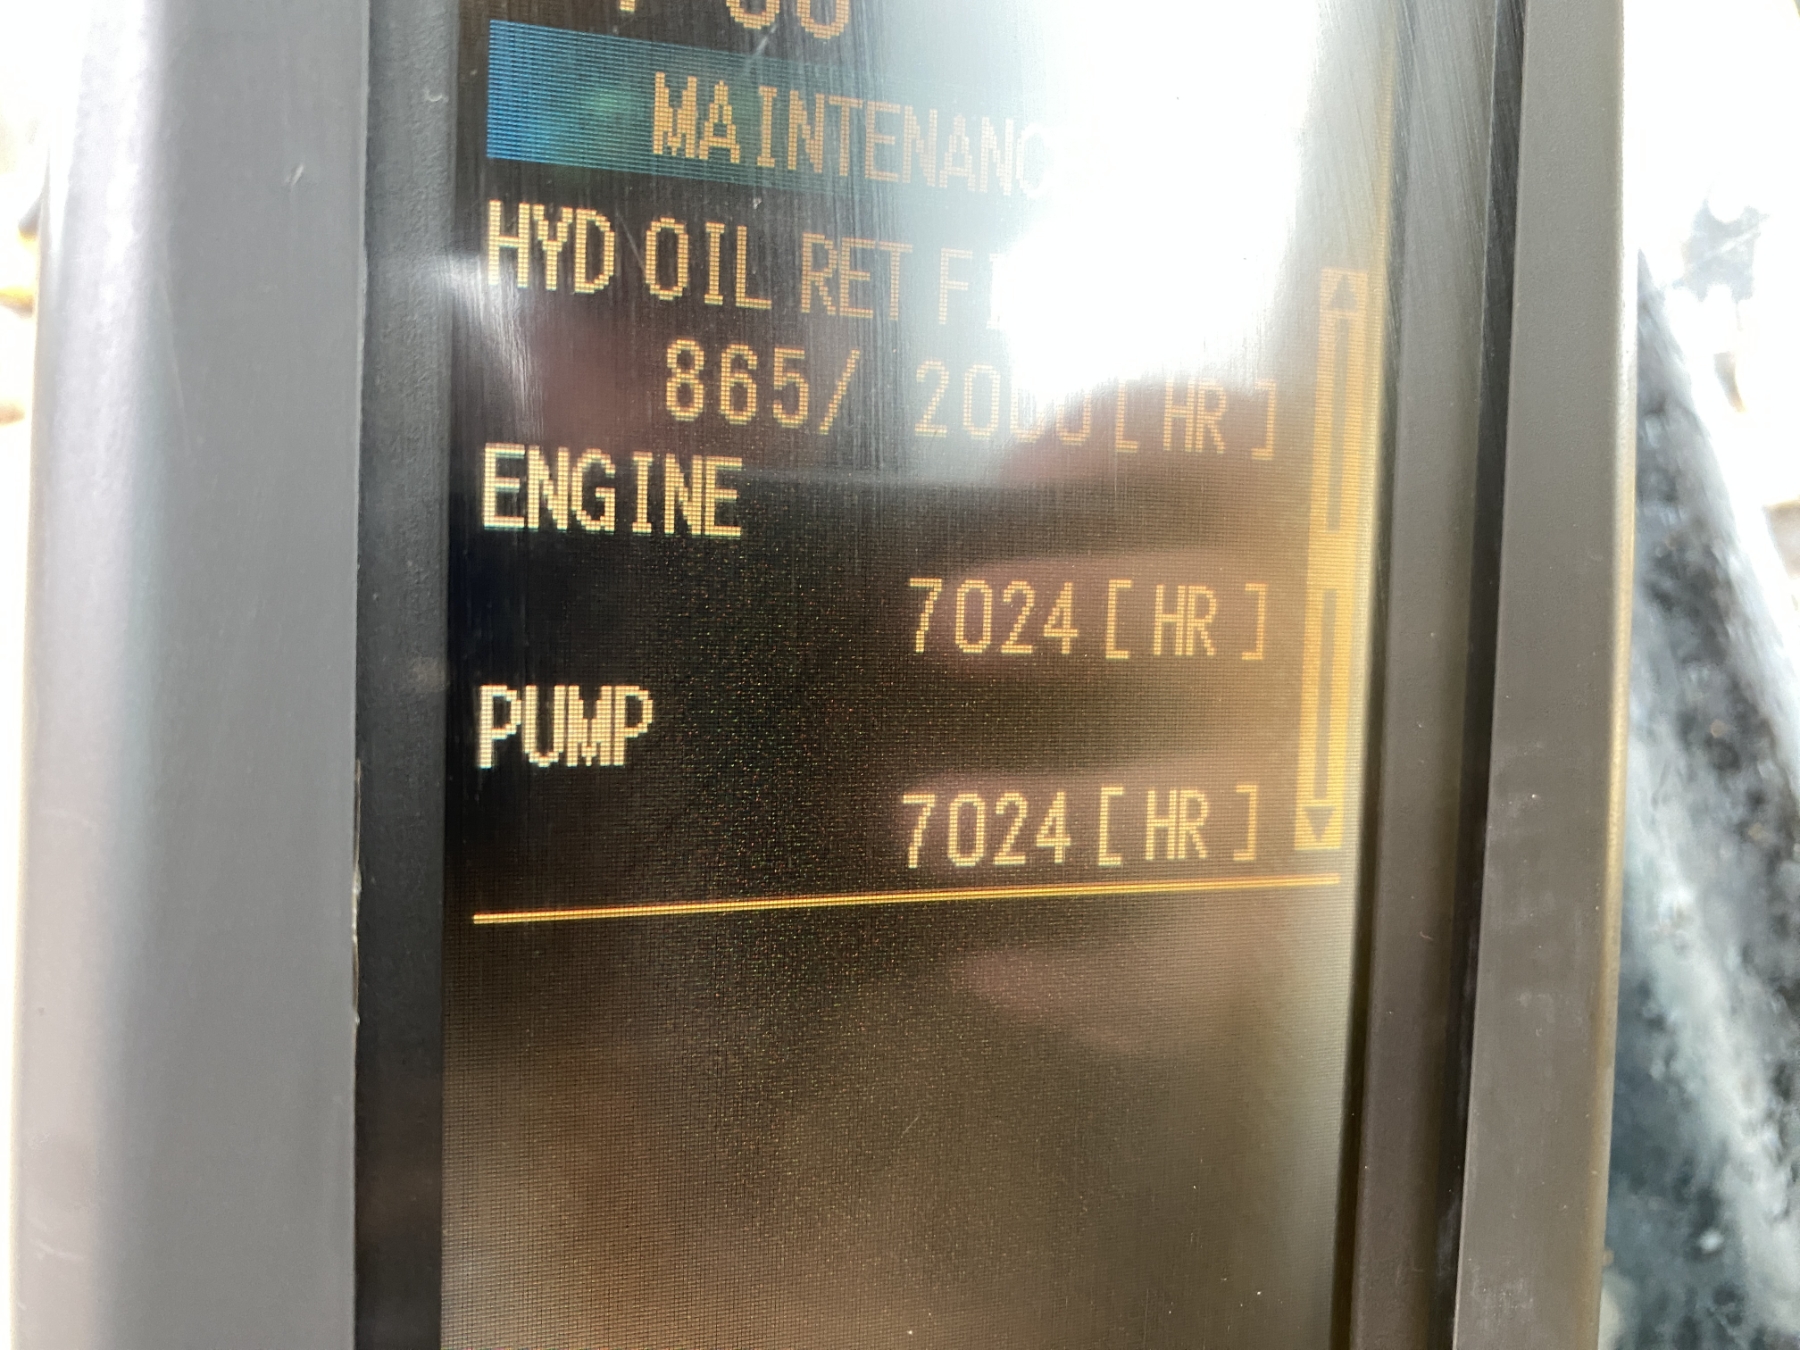 MAINTENANC
HYD OIL RET F
865/ 2000[HR]
ENGINE
7024[HR]
PUMP
7024[HR]